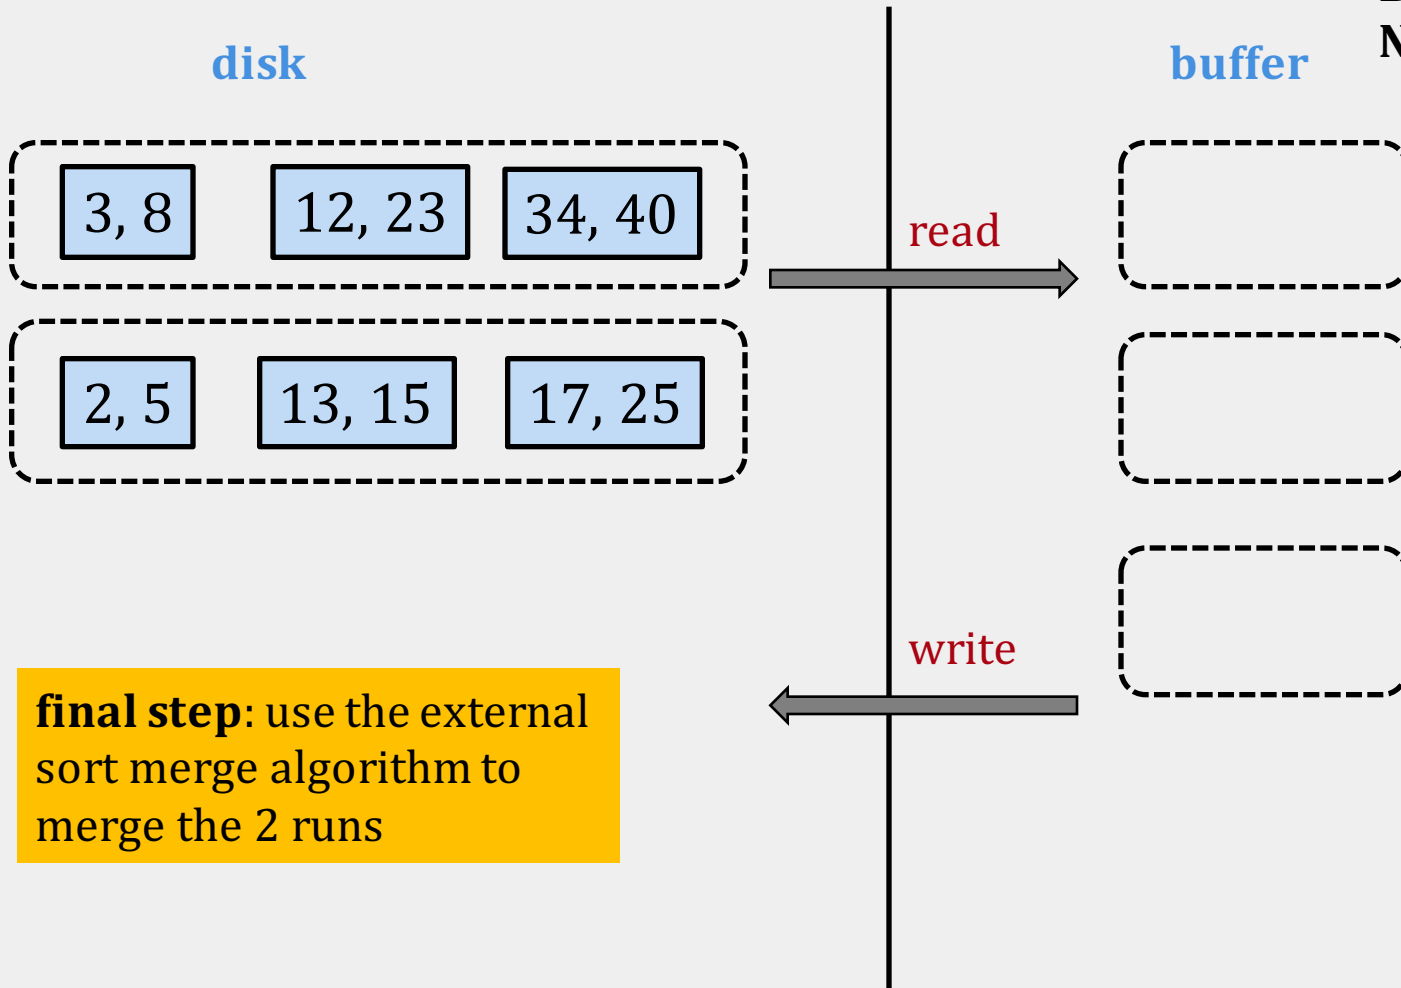 disk
buffer
N
3, 8
12, 23
34, 40
read
2, 5
13, 15
17, 25
write
final step: use the external
sort merge algorithm to
merge the 2 runs